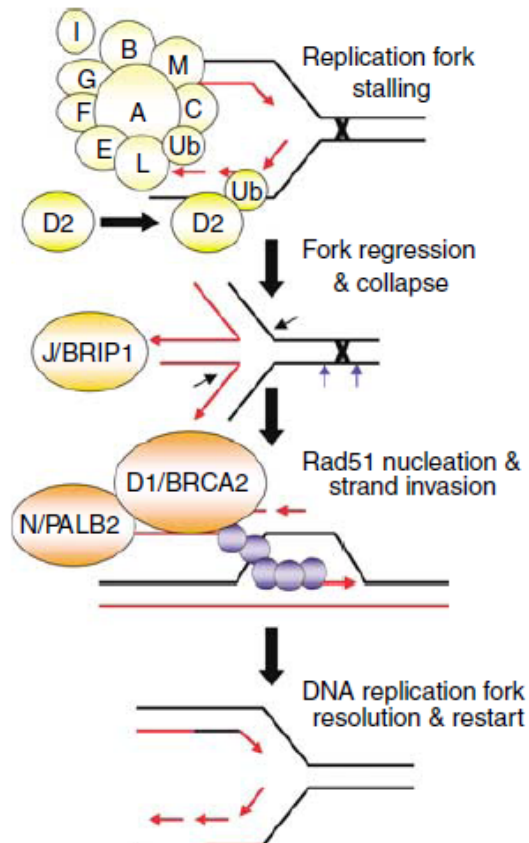 I
B
M
G
A
C
F
E
L
Ub
Replication fork
stalling
Ub
D2
D2
Fork regression
& collapse
J/BRIP1
Rad51 nucleation &
strand invasion
D1/BRCA2
N/PALB2
DNA replication fork
resolution & restart